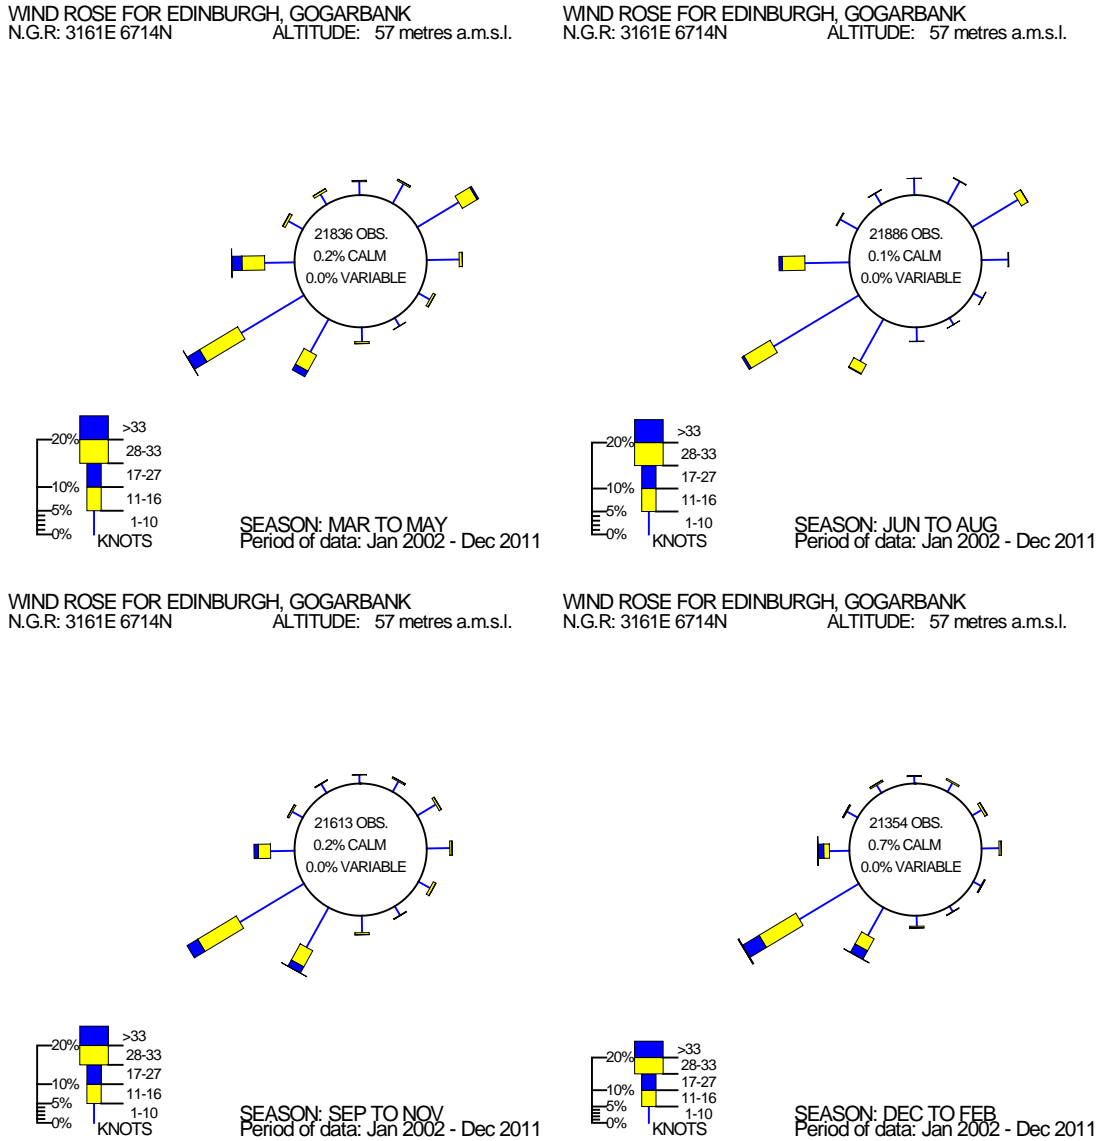 WIND ROSE FOR EDINBURGH, GOGARBANK
N.G.R: 3161E 6714N ALTITUDE: 57 metres a.m.s.l.
21836 OBS.
0.2% CALM
0.0% VARIABLE
>33
20%
28-33
17-27
10%
11-16
5%
1-10
0%
KNOTS
SEASON: MAR TO MAY
Period of data: Jan 2002 - Dec 2011
WIND ROSE FOR EDINBURGH, GOGARBANK
N.G.R: 3161E 6714N ALTITUDE: 57 metres a.m.s.l.
21886 OBS.
0.1% CALM
0.0% VARIABLE
>33
20%
28-33
17-27
10%
11-16
5%
1-10
0%
KNOTS
SEASON: JUN TO AUG
Period of data: Jan 2002 - Dec 2011
WIND ROSE FOR EDINBURGH, GOGARBANK
N.G.R: 3161E 6714N ALTITUDE: 57 metres a.m.s.l.
21613 OBS.
0.2% CALM
0.0% VARIABLE
>33
20%
28-33
17-27
10%
11-16
5%
1-10
0%
KNOTS
SEASON: SEP TO NOV
Period of data: Jan 2002 - Dec 2011
WIND ROSE FOR EDINBURGH, GOGARBANK
N.G.R: 3161E 6714N ALTITUDE: 57 metres a.m.s.l.
21354 OBS.
0.7% CALM
0.0% VARIABLE
>33
20%
28-33
17-27
10%
11-16
5%
1-10
0%
KNOTS
SEASON: DEC TO FEB
Period of data: Jan 2002 - Dec 2011